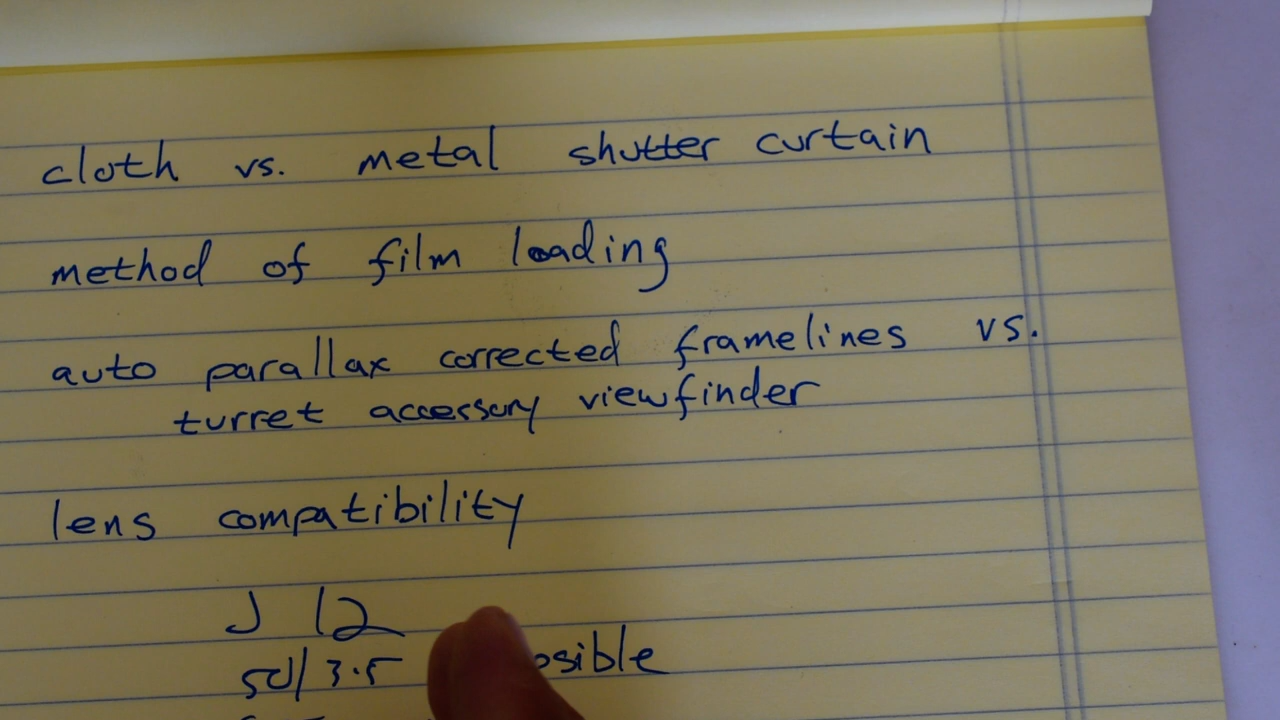 cloth vs. metal shutter curtain
method of film loading
auto parallax corrected framelines vs.
turret accessory viewfinder
lens compatibility
J 12
50/3.5